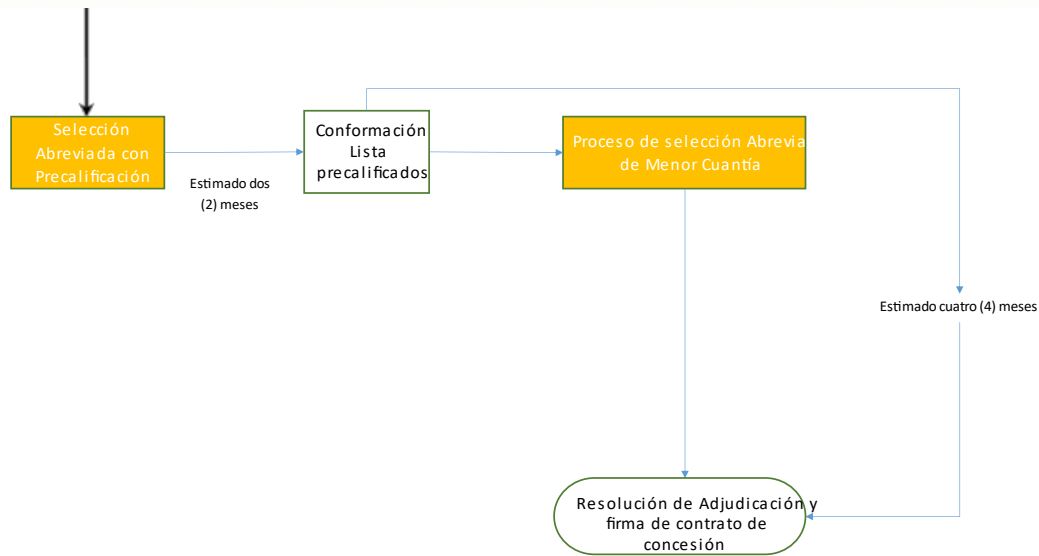 Selección
Abreviada con
Precalificación
Estimado dos
(2) meses
Conformación
Lista
precalificados
Proceso de selección Abrevia
de Menor Cuantía
Estimado cuatro (4) meses
Resolución de Adjudicación y
firma de contrato de
concesión